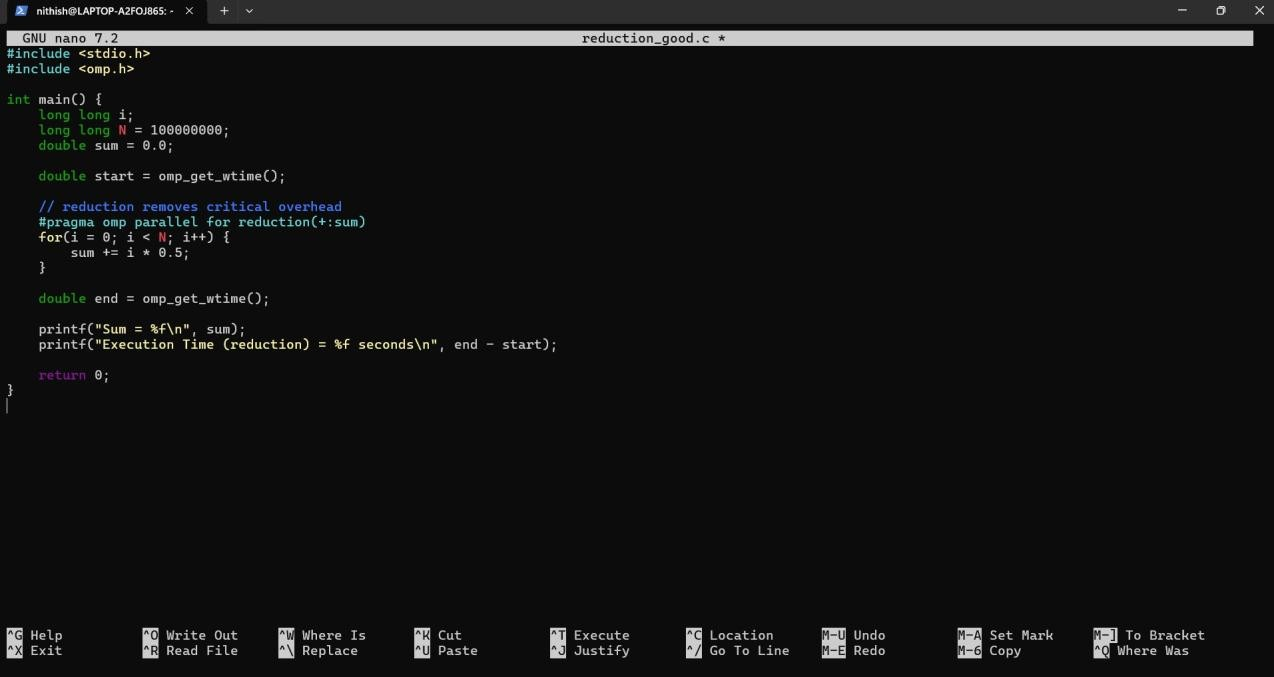 nithish@LAPTOP-A2FOJ865: ~
GNU nano 7.2 reduction_good.c *
#include <stdio.h>
#include <omp.h>
int main() {
    long long i;
    long long N = 100000000;
    double sum = 0.0;
    double start = omp_get_wtime();
    // reduction removes critical overhead
    #pragma omp parallel for reduction(+:sum)
    for(i = 0; i < N; i++) {
        sum += i * 0.5;
    }
    double end = omp_get_wtime();
    printf("Sum = %f\n", sum);
    printf("Execution Time (reduction) = %f seconds\n", end - start);
    return 0;
}
^G Help ^O Write Out ^W Where Is ^K Cut ^T Execute ^C Location M-U Undo M-A Set Mark M-] To Bracket
^X Exit ^R Read File ^\ Replace ^U Paste ^J Justify ^/ Go To Line M-E Redo M-6 Copy ^Q Where Was